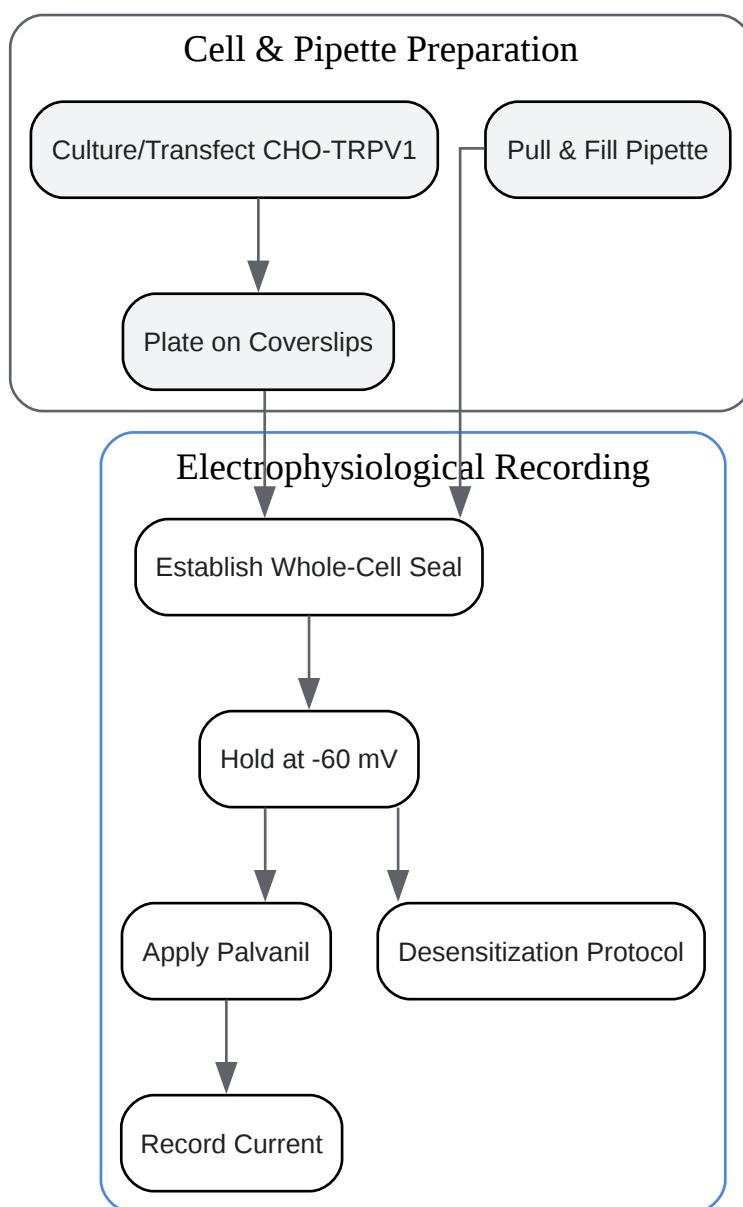 Cell & Pipette Preparation
Culture/Transfect CHO-TRPV1
Pull & Fill Pipette
Plate on Coverslips
Electrophysiological Recording
Establish Whole-Cell Seal
Hold at -60 mV
Apply Palvanil
Desensitization Protocol
Record Current